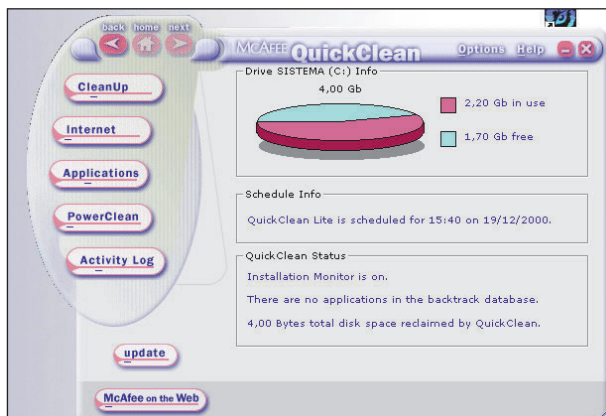 back home next
McAFEE QuickClean
Options Help
CleanUp
Internet
Applications
PowerClean
Activity Log
update
McAfee on the Web
Drive SISTEMA (C:) Info
4,00 Gb
2,20 Gb in use
1,70 Gb free
Schedule Info
QuickClean Lite is scheduled for 15:40 on 19/12/2000.
QuickClean Status
Installation Monitor is on.
There are no applications in the backtrack database.
4,00 Bytes total disk space reclaimed by QuickClean.